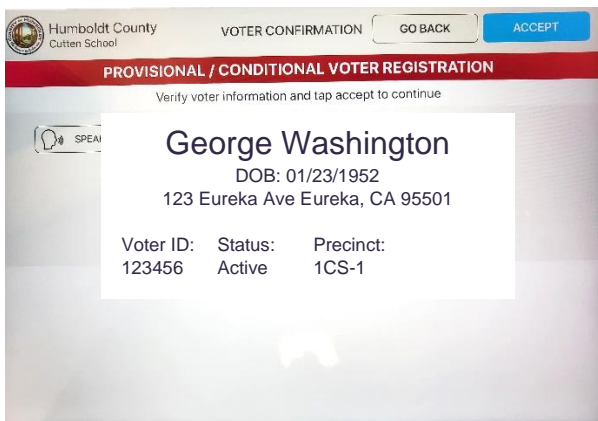 Humboldt County
Cutten School
VOTER CONFIRMATION
GO BACK
ACCEPT
PROVISIONAL / CONDITIONAL VOTER REGISTRATION
Verify voter information and tap accept to continue
SPEA
George Washington
DOB: 01/23/1952
123 Eureka Ave Eureka, CA 95501
Voter ID: Status: Precinct:
123456 Active 1CS-1